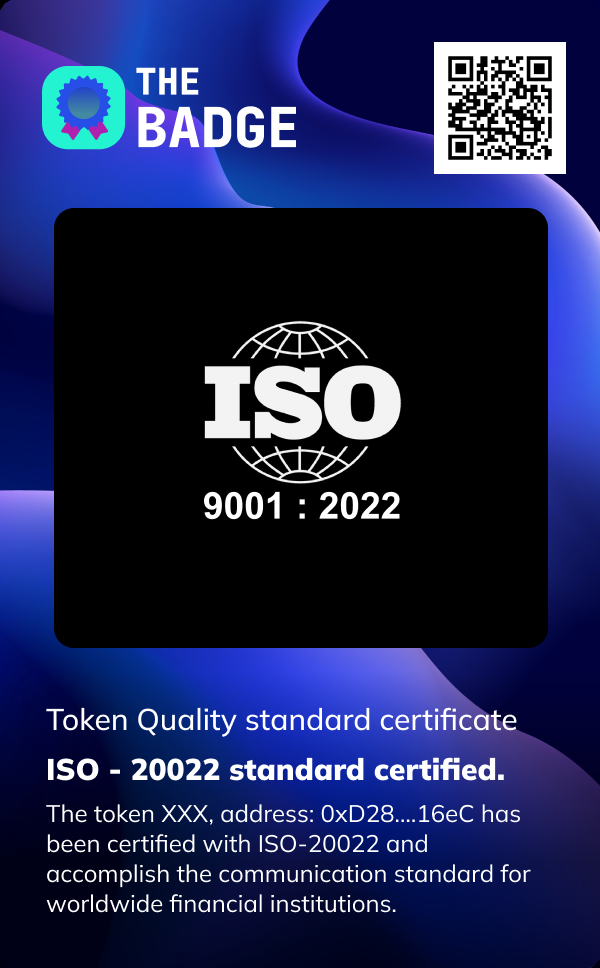 THE
BADGE
ISO
9001 : 2022
Token Quality standard certificate
ISO - 20022 standard certified.
The token XXX, address: 0xD28....16eC has
been certified with ISO-20022 and
accomplish the communication standard for
worldwide financial institutions.